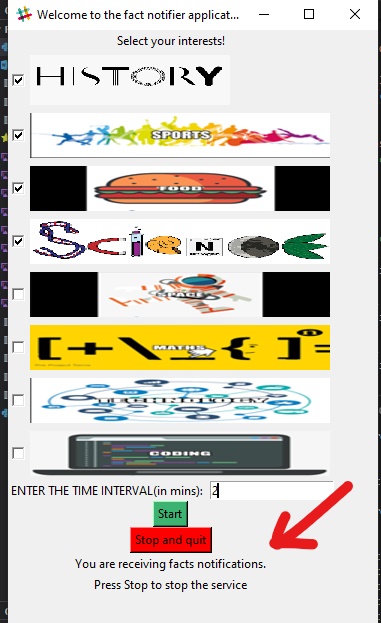 Welcome to the fact notifier applicat...
Select your interests!
HISTORY
SPORTS
FOOD
SCIENCE
SPACE
MATHS
TECHNOLOGY
CODING
ENTER THE TIME INTERVAL(in mins): 2
Start
Stop and quit
You are receiving facts notifications.
Press Stop to stop the service